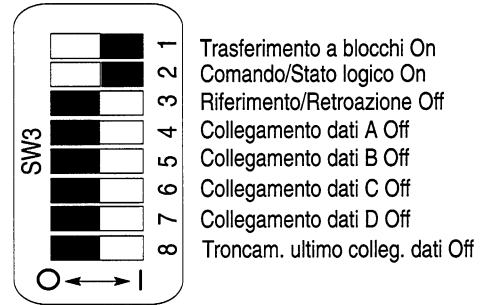 SW3
1 Trasferimento a blocchi On
2 Comando/Stato logico On
3 Riferimento/Retroazione Off
4 Collegamento dati A Off
5 Collegamento dati B Off
6 Collegamento dati C Off
7 Collegamento dati D Off
8 Troncam. ultimo colleg. dati Off
O ↔ I